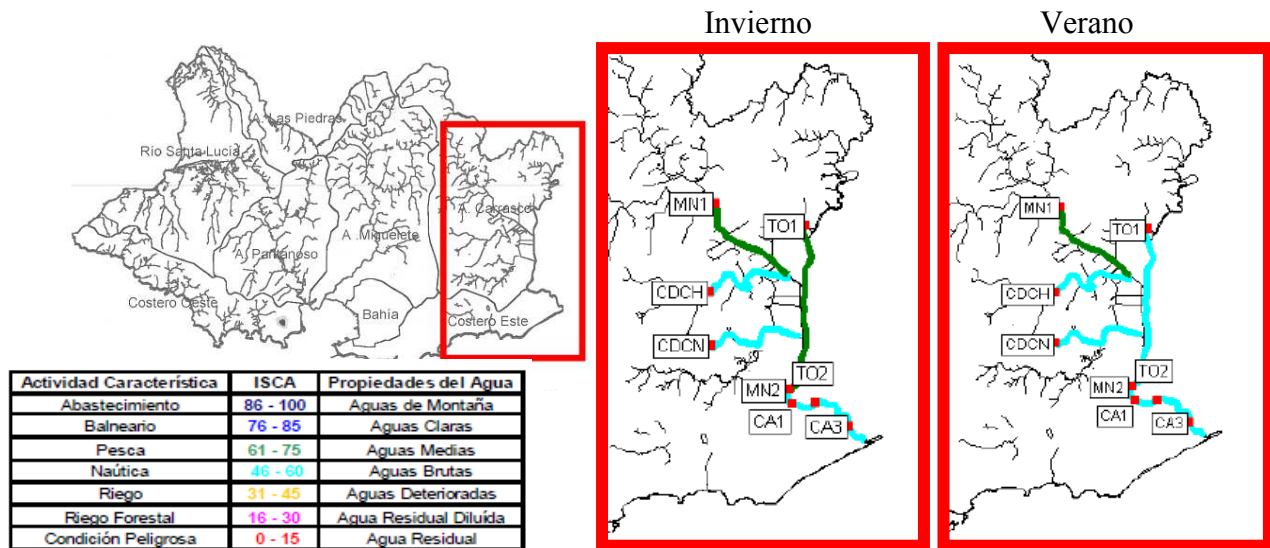 Invierno
Verano
A. Las Piedras
Río Santa Lucía
A. Carrasco
A. Miguelete
A. Pantanoso
Costero Oeste
Bahía
Costero Este
MN1
TO1
CDCH
CDCN
TO2
MN2
CA1
CA3
MN1
TO1
CDCH
CDCN
TO2
MN2
CA1
CA3
Actividad Característica ISCA Propiedades del Agua
Abastecimiento 86 - 100 Aguas de Montaña
Balneario 76 - 85 Aguas Claras
Pesca 61 - 75 Aguas Medias
Naútica 46 - 60 Aguas Brutas
Riego 31 - 45 Aguas Deterioradas
Riego Forestal 16 - 30 Agua Residual Diluída
Condición Peligrosa 0 - 15 Agua Residual